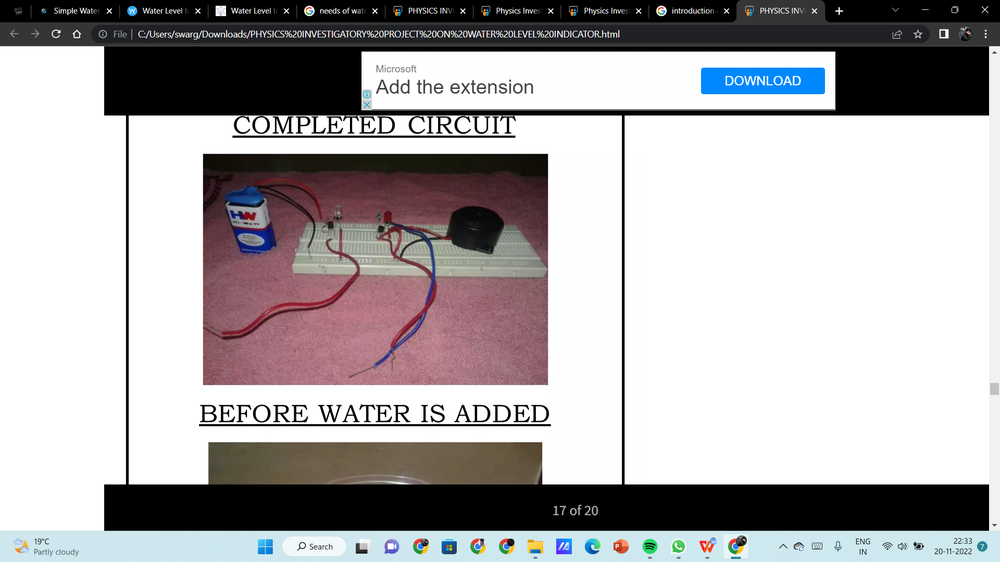 Simple Water
Water Level In
Water Level In
needs of wate
PHYSICS INV
Physics Invest
Physics Invest
introduction
PHYSICS INVE
File
C:/Users/swarg/Downloads/PHYSICS%20INVESTIGATORY%20PROJECT%20ON%20WATER%20LEVEL%20INDICATOR.html
Microsoft
Add the extension
DOWNLOAD
COMPLETED CIRCUIT
HW
Hi-Watt
BEFORE WATER IS ADDED
17 of 20
19°C
Partly cloudy
Search
ENG
IN
22:33
20-11-2022
7